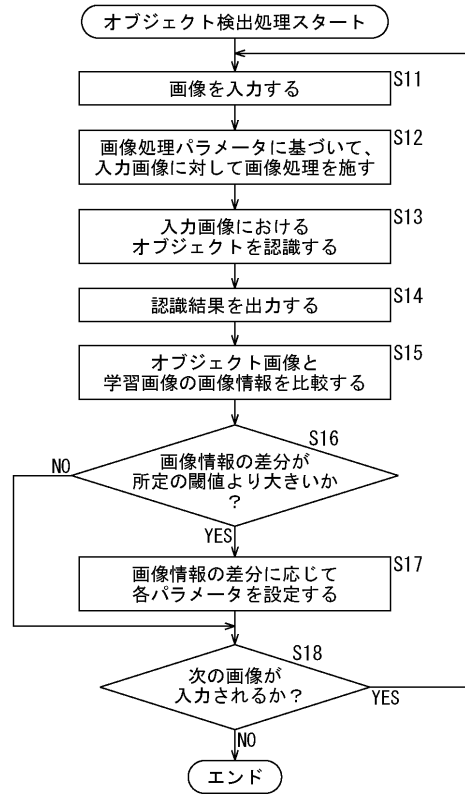 オブジェクト検出処理スタート
S11
画像を入力する
S12
画像処理パラメータに基づいて、
入力画像に対して画像処理を施す
S13
入力画像における
オブジェクトを認識する
S14
認識結果を出力する
S15
オブジェクト画像と
学習画像の画像情報を比較する
S16
NO
画像情報の差分が
所定の閾値より大きいか
？
YES
S17
画像情報の差分に応じて
各パラメータを設定する
S18
次の画像が
入力されるか？
YES
NO
エンド